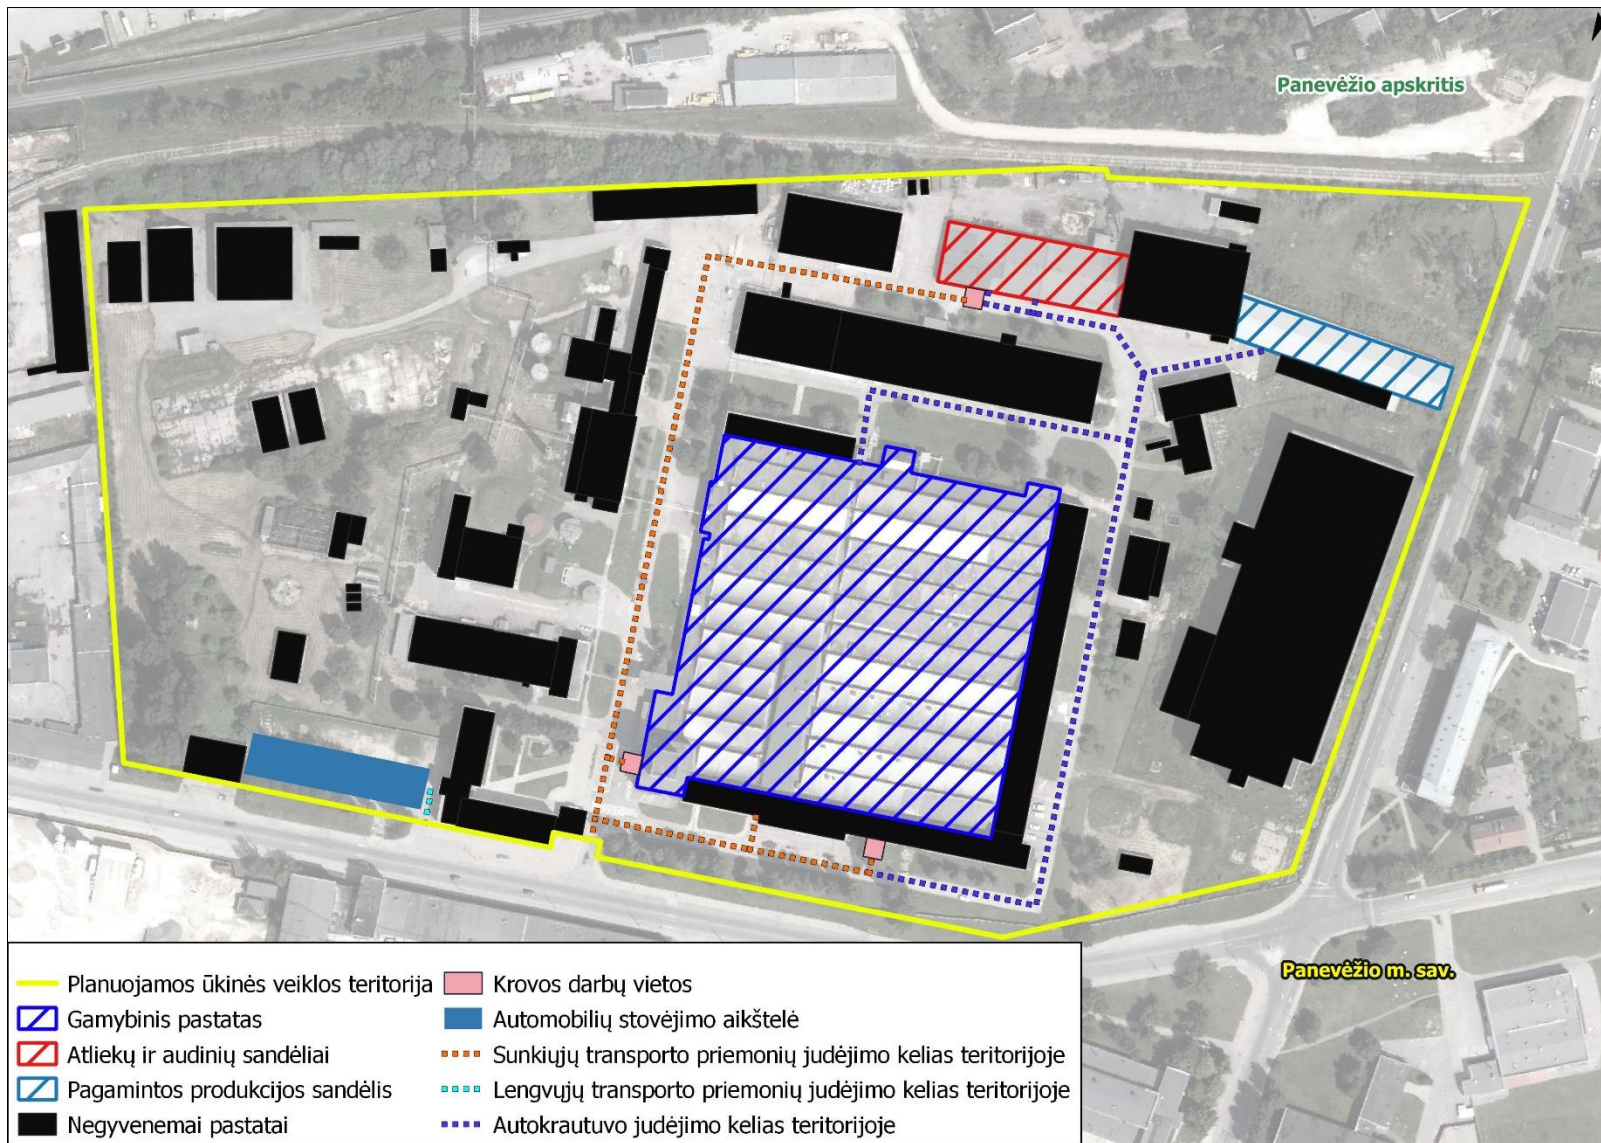 Panevėžio apskritis
Panevėžio m. sav.
Planuojamos ūkinės veiklos teritorija
Gamybinis pastatas
Atliekų ir audinių sandėliai
Pagamintos produkcijos sandėlis
Negyvenemai pastatai
Krovos darbų vietos
Automobilių stovėjimo aikštelė
Sunkiųjų transporto priemonių judėjimo kelias teritorijoje
Lengvųjų transporto priemonių judėjimo kelias teritorijoje
Autokrautuvo judėjimo kelias teritorijoje